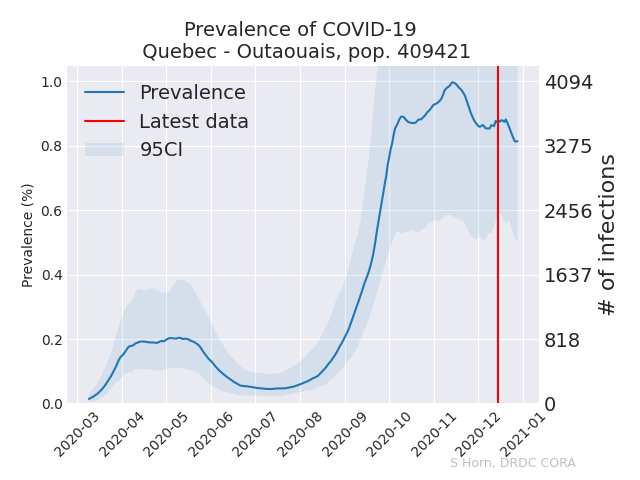 Prevalence of COVID-19
Quebec - Outaouais, pop. 409421
Prevalence
Latest data
95CI
Prevalence (%)
1.0
0.8
0.6
0.4
0.2
0.0
4094
3275
2456
1637
818
0
# of infections
2020-03
2020-04
2020-05
2020-06
2020-07
2020-08
2020-09
2020-10
2020-11
2020-12
2021-01
S Horn, DRDC CORA